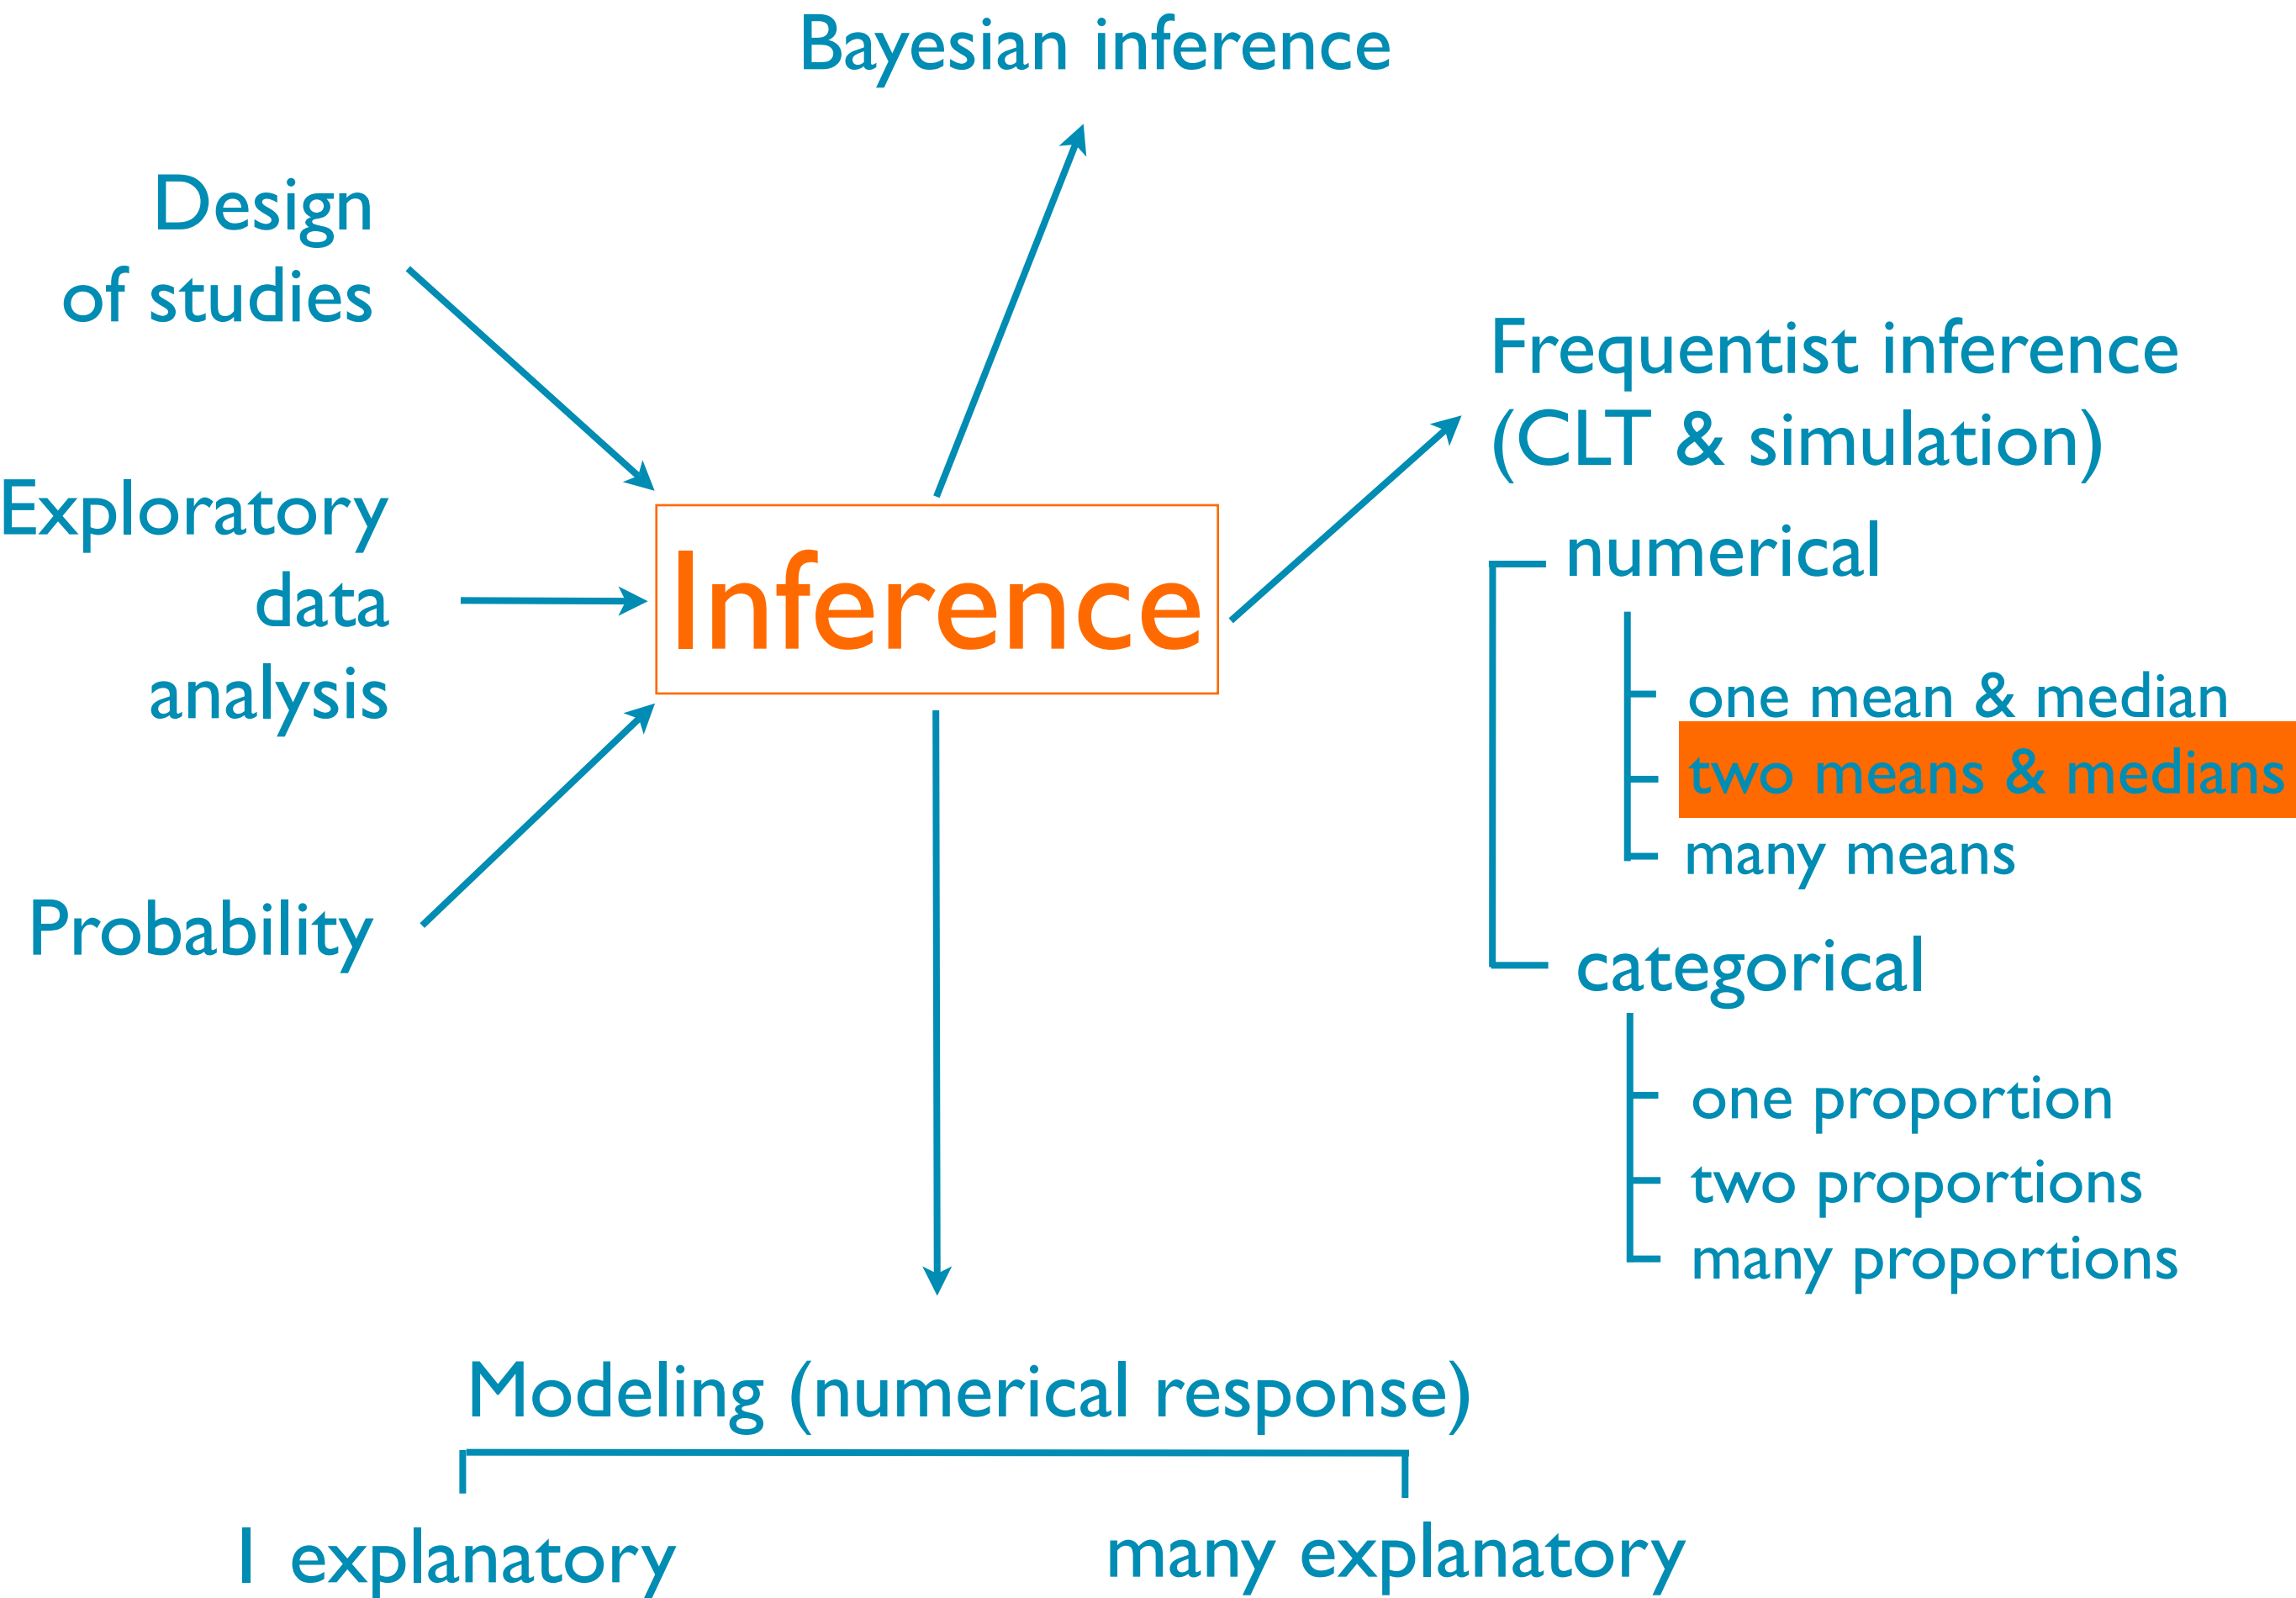 Bayesian inference
Design
of studies
Exploratory
data
analysis
Probability
Inference
Frequentist inference
(CLT & simulation)
numerical
one mean & median
two means & medians
many means
categorical
one proportion
two proportions
many proportions
Modeling (numerical response)
1 explanatory
many explanatory